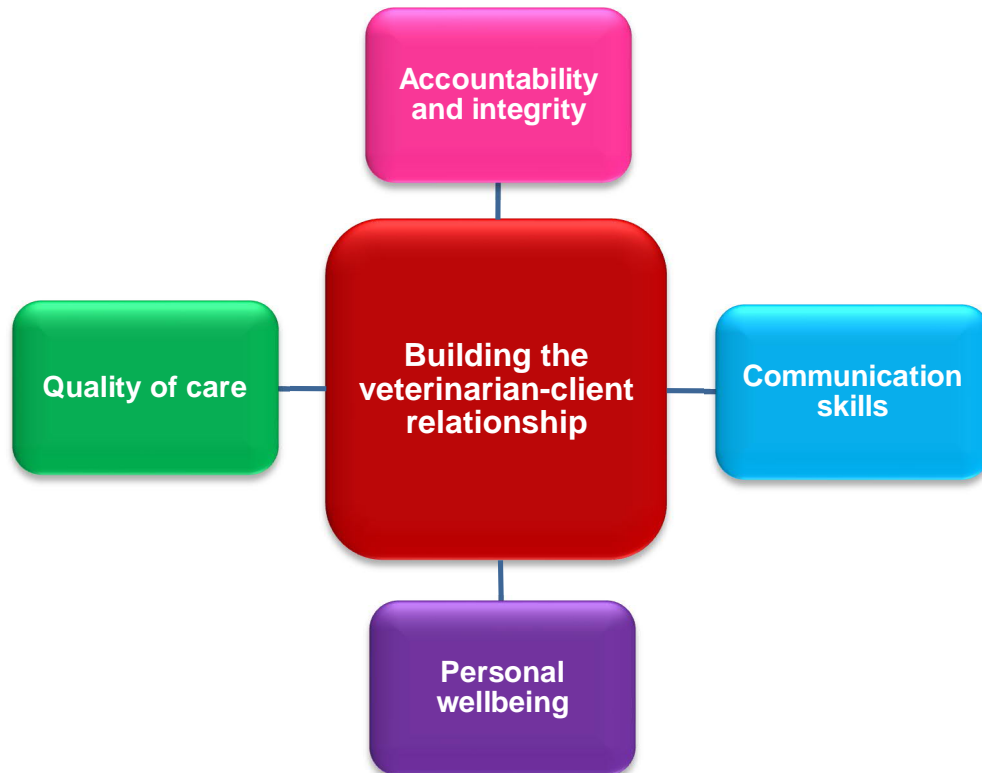 Accountability
and integrity
Quality of care
Building the
veterinarian-client
relationship
Communication
skills
Personal
wellbeing